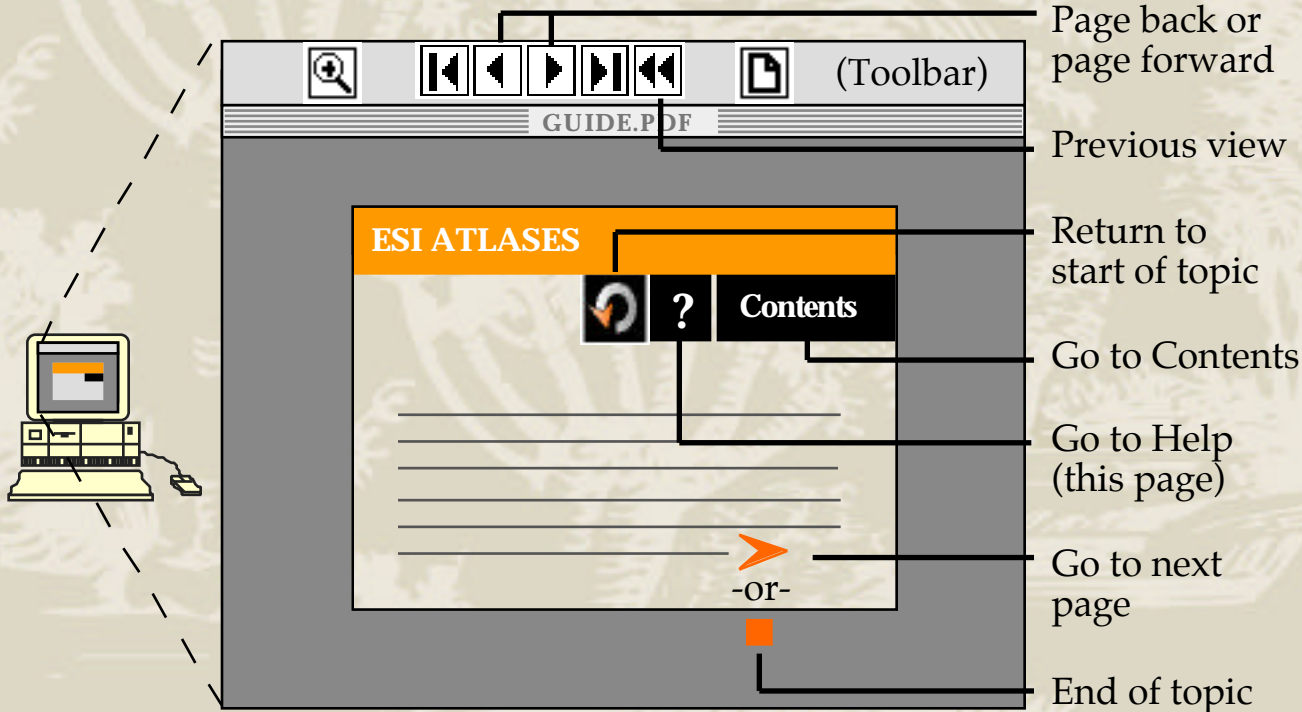 Page back or
page forward
(Toolbar)
GUIDE.PDF
Previous view
ESI ATLASES
Return to
start of topic
?
Contents
Go to Contents
Go to Help
(this page)
Go to next
page
-or-
End of topic